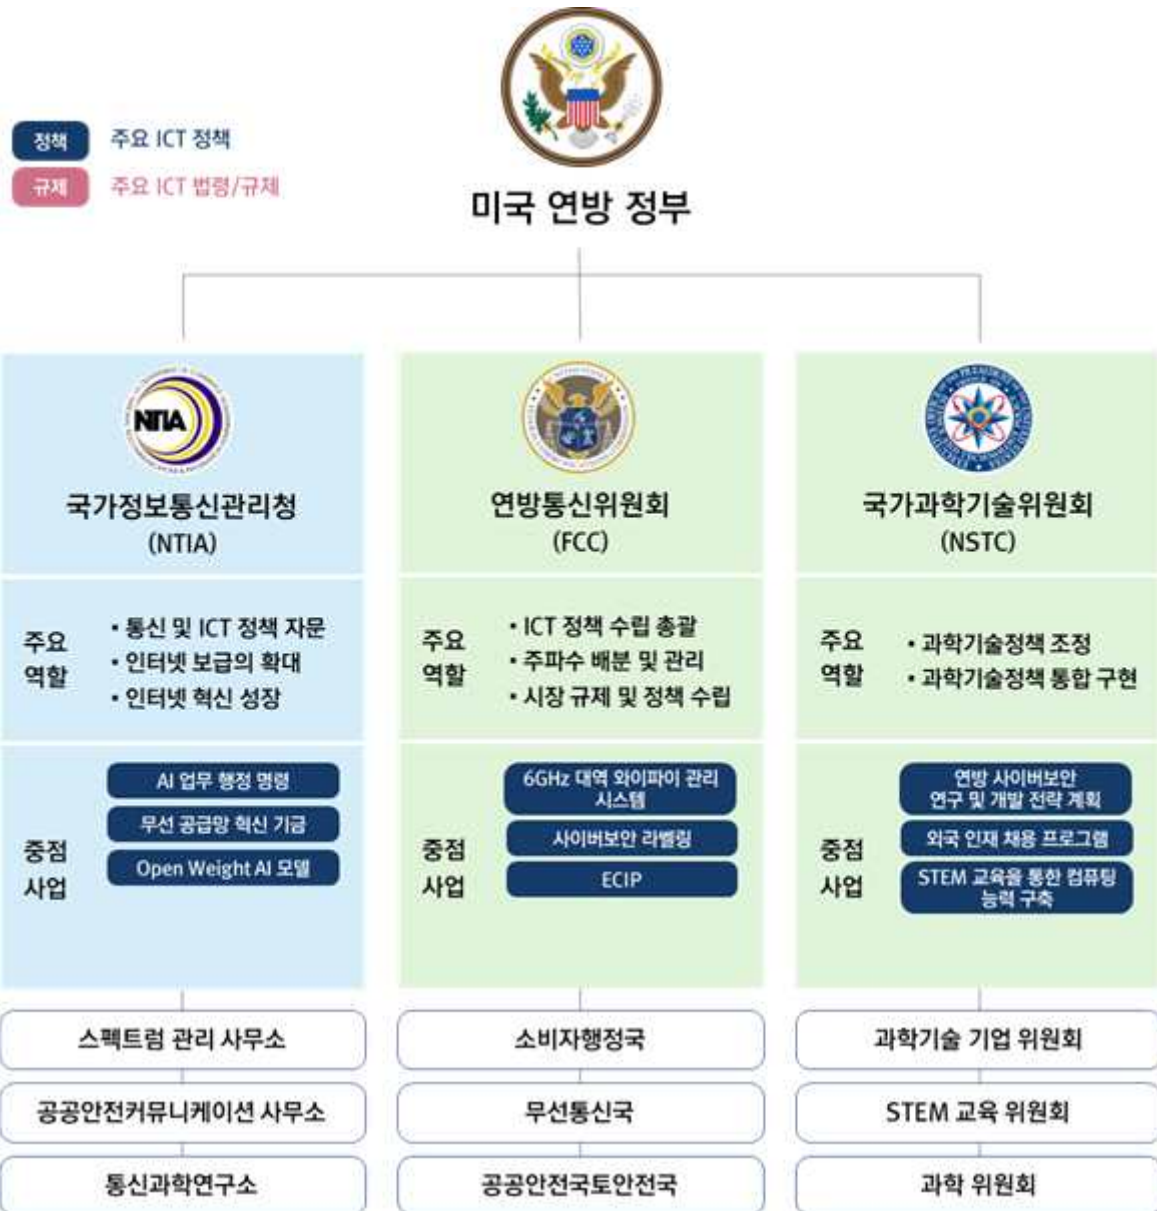 정책 주요 ICT 정책
규제 주요 ICT 법령/규제
미국 연방 정부
NTIA
국가정보통신관리청
(NTIA)
주요
역할
• 통신 및 ICT 정책 자문
• 인터넷 보급의 확대
• 인터넷 혁신 성장
중점
사업
AI 업무 행정 명령
무선 공급망 혁신 기금
Open Weight AI 모델
스펙트럼 관리 사무소
공공안전커뮤니케이션 사무소
통신과학연구소
연방통신위원회
(FCC)
주요
역할
• ICT 정책 수립 총괄
• 주파수 배분 및 관리
• 시장 규제 및 정책 수립
중점
사업
6GHz 대역 와이파이 관리
시스템
사이버보안 라벨링
ECIP
소비자행정국
무선통신국
공공안전국토안전국
국가과학기술위원회
(NSTC)
주요
역할
• 과학기술정책 조정
• 과학기술정책 통합 구현
중점
사업
연방 사이버보안
연구 및 개발 전략 계획
외국 인재 채용 프로그램
STEM 교육을 통한 컴퓨팅
능력 구축
과학기술 기업 위원회
STEM 교육 위원회
과학 위원회